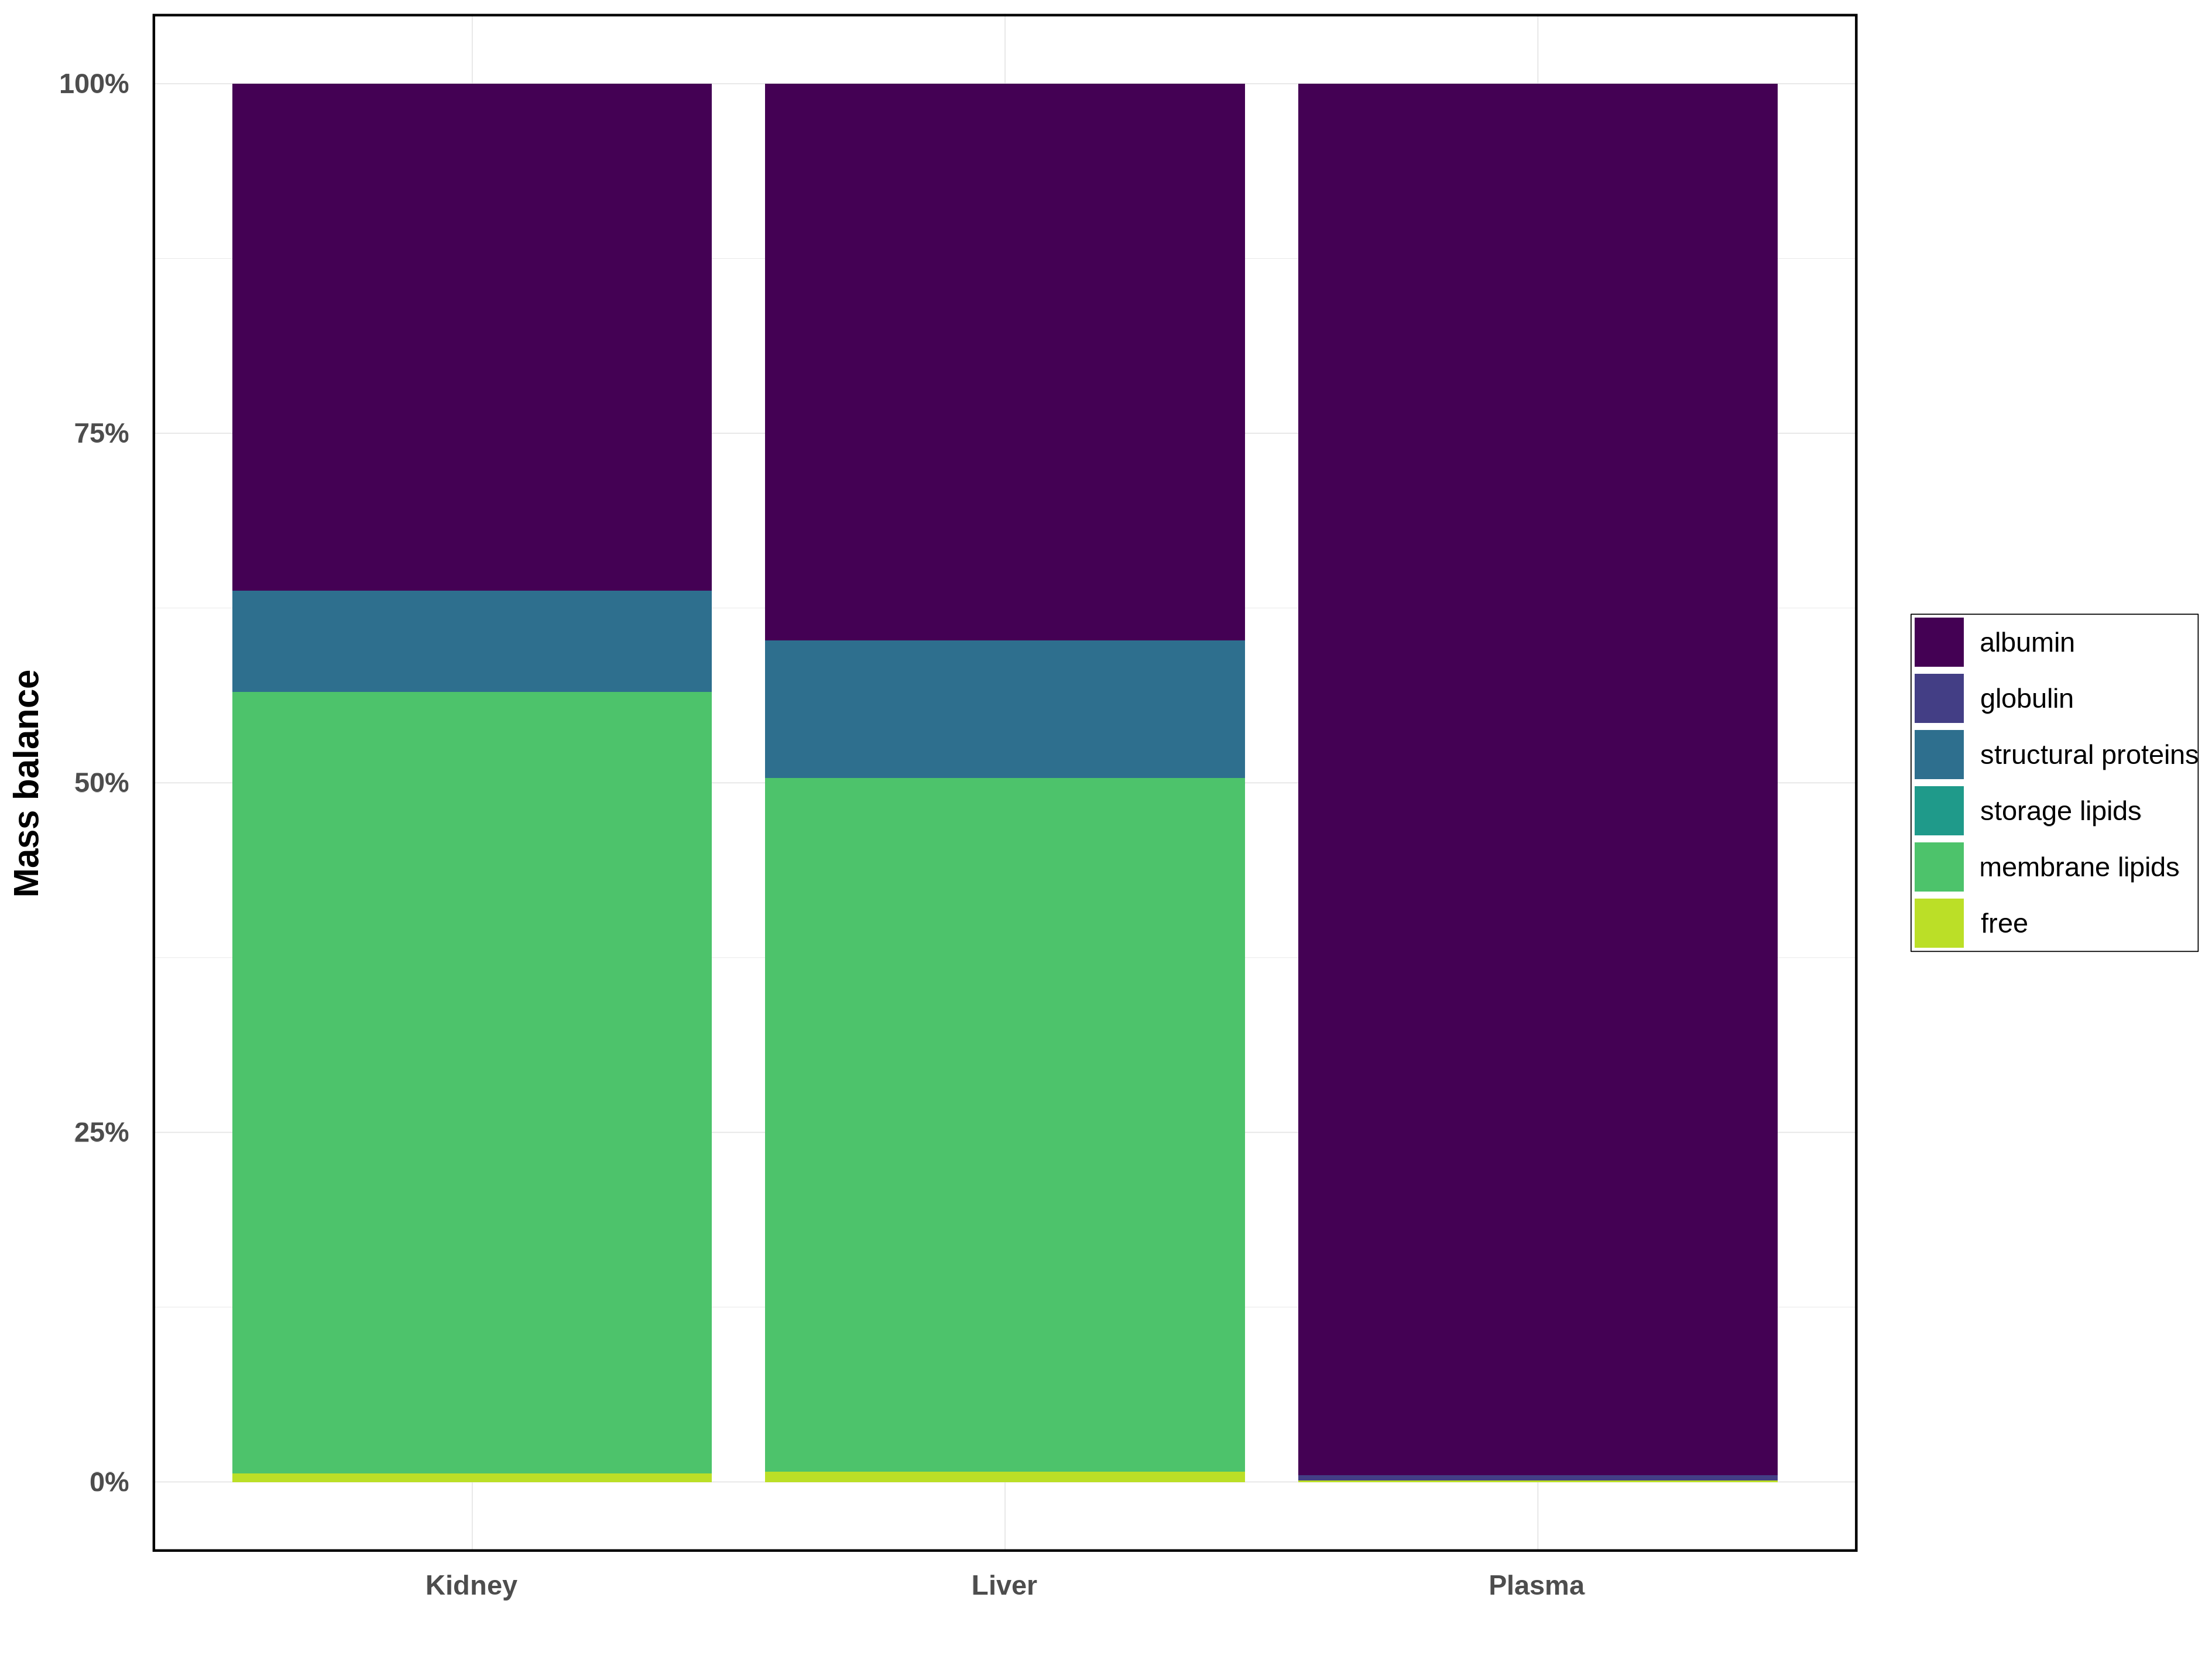 100%
75%
50%
25%
0%
Mass balance
Kidney
Liver
Plasma
albumin
globulin
structural proteins
storage lipids
membrane lipids
free